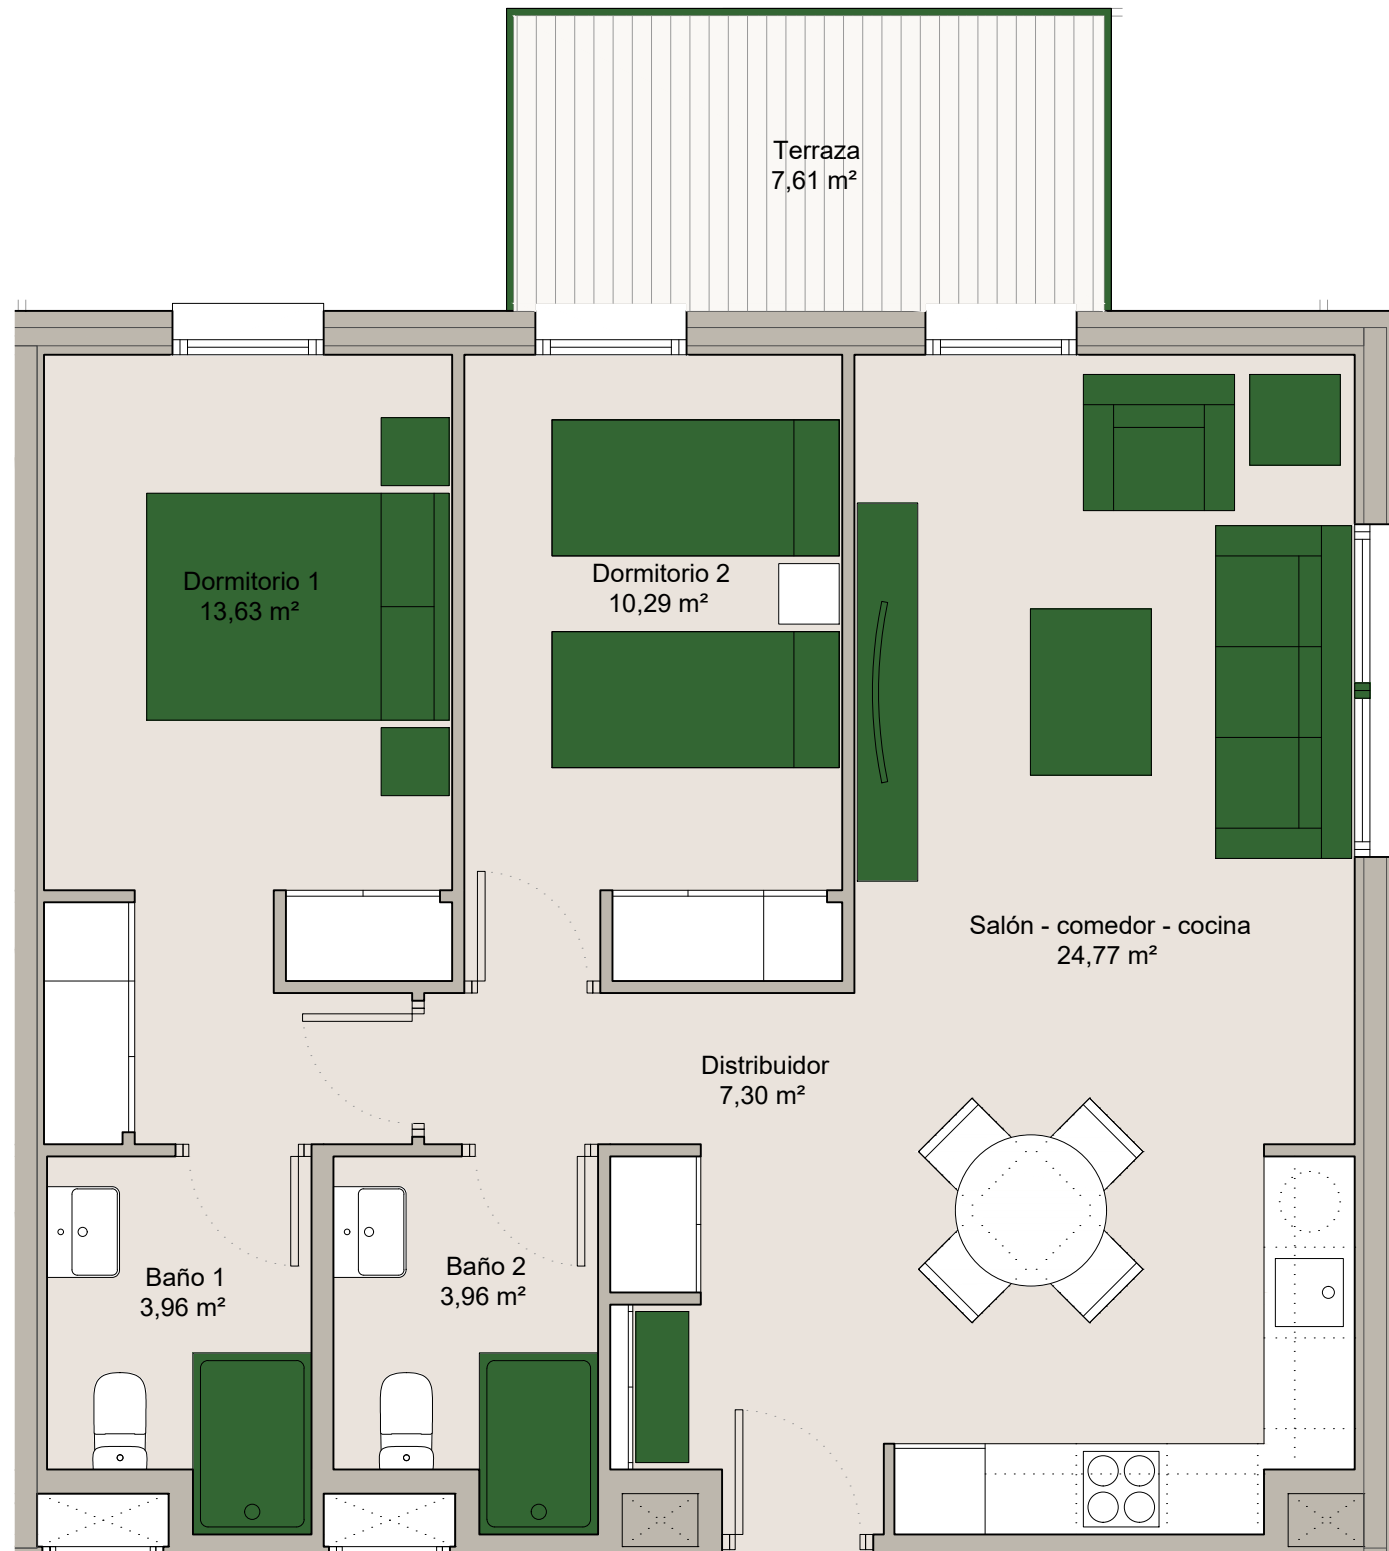 Terraza
7,61 m²
Dormitorio 1
13,63 m²
Dormitorio 2
10,29 m²
Salón - comedor - cocina
24,77 m²
Distribuidor
7,30 m²
Baño 1
3,96 m²
Baño 2
3,96 m²